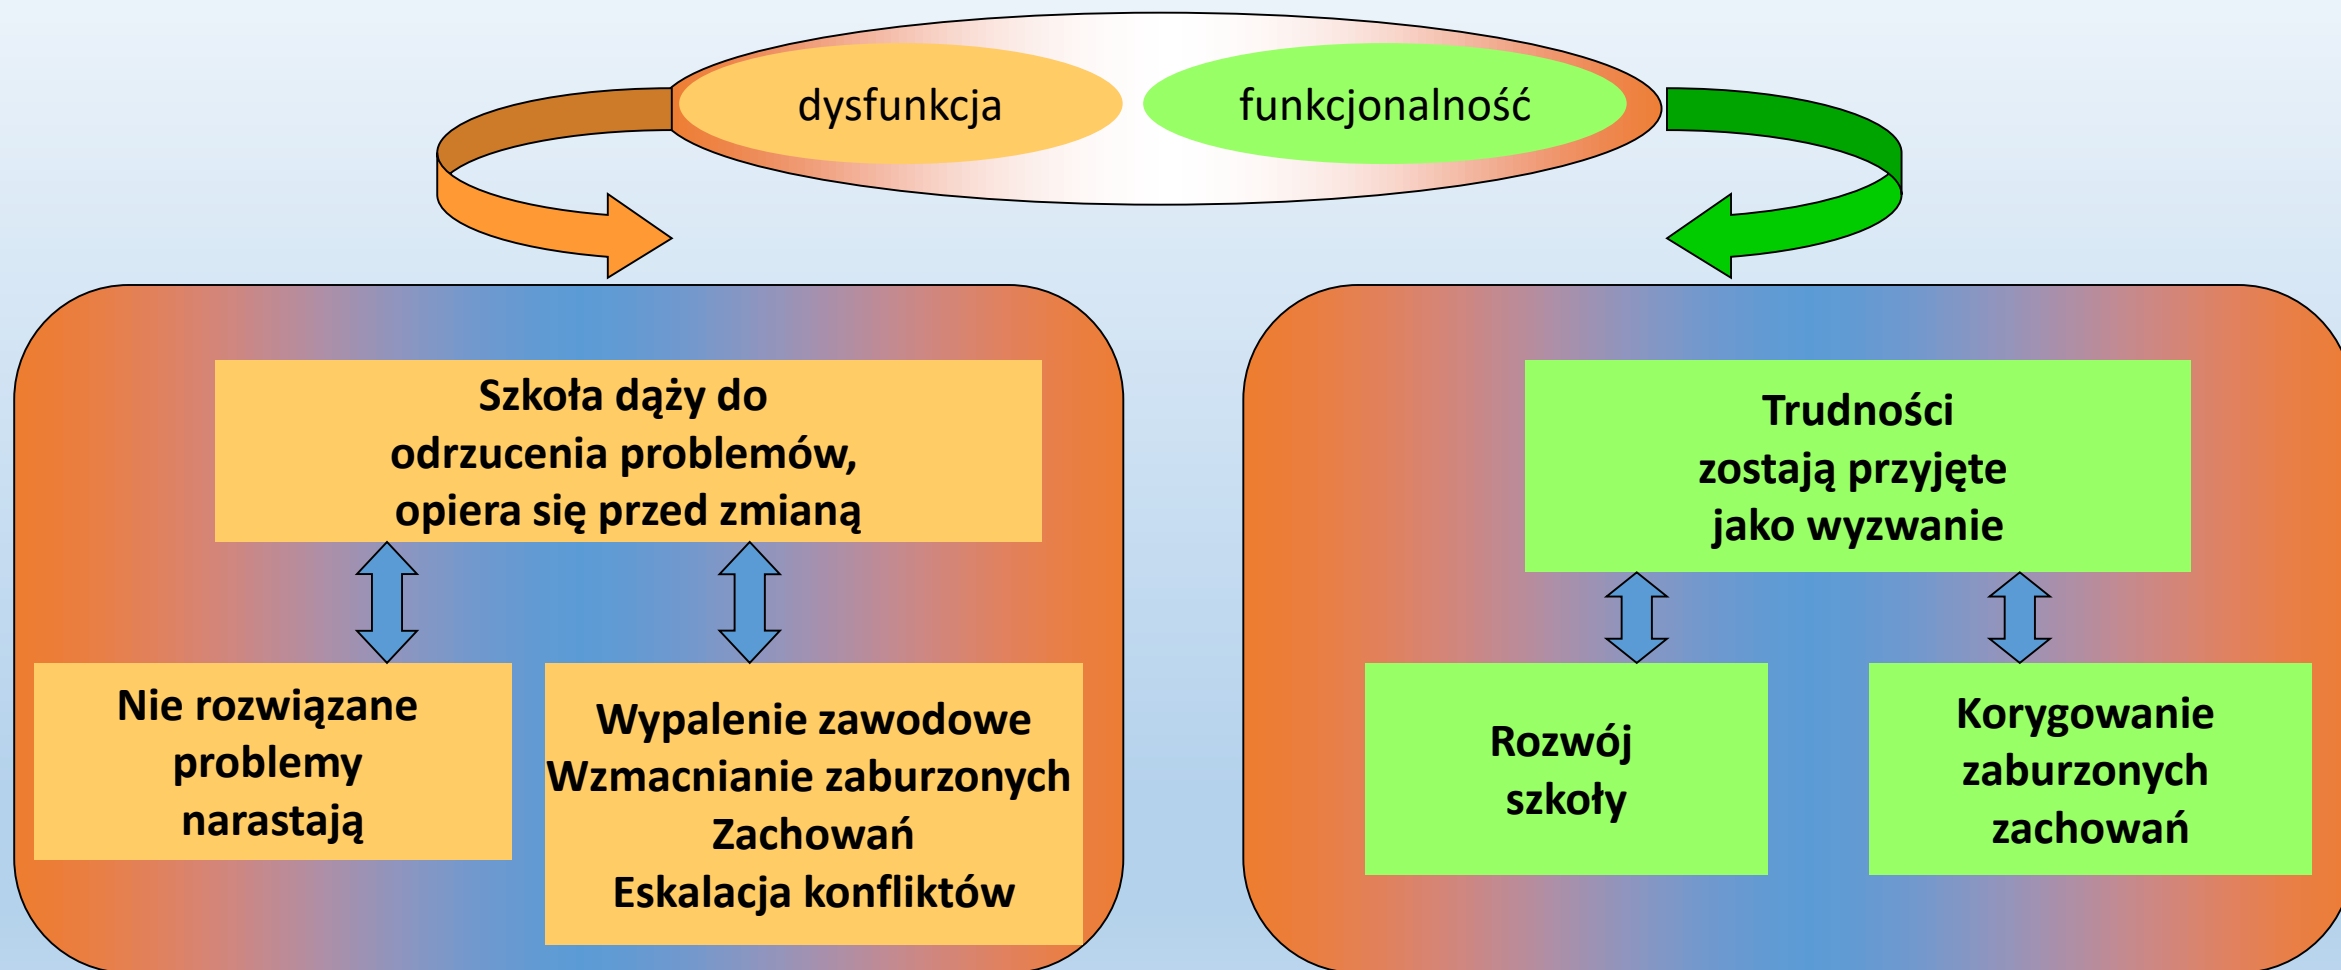 dysfunkcja
funkcjonalność
Szkoła dąży do
odrzucenia problemów,
opiera się przed zmianą
Nie rozwiązane
problemy
narastają
Wypalenie zawodowe
Wzmacnianie zaburzonych
Zachowań
Eskalacja konfliktów
Trudności
zostają przyjęte
jako wyzwanie
Rozwój
szkoły
Korygowanie
zaburzonych
zachowań